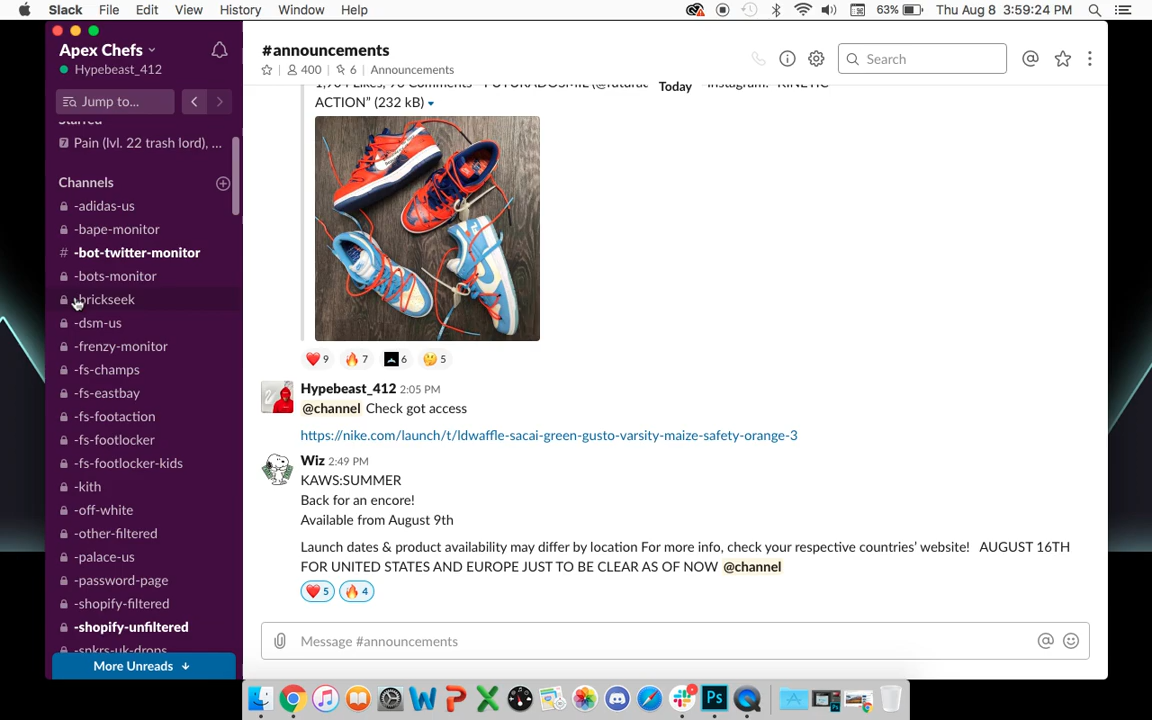 Slack File Edit View History Window Help 63% Thu Aug 8 3:59:24 PM
Apex Chefs
Hypebeast_412
Jump to...
Starred
Pain (lvl. 22 trash lord), ...
Channels
-adidas-us
-bape-monitor
# -bot-twitter-monitor
-bots-monitor
-brickseek
-dsm-us
-frenzy-monitor
-fs-champs
-fs-eastbay
-fs-footaction
-fs-footlocker
-fs-footlocker-kids
-kith
-off-white
-other-filtered
-palace-us
-password-page
-shopify-filtered
-shopify-unfiltered
-snkrs-uk-drops
More Unreads ↓
#announcements
400 | 6 | Announcements
Search
Today
Instagram: "KINETIC
ACTION” (232 kB)
9 7 6 5
Hypebeast_412 2:05 PM
@channel Check got access
https://nike.com/launch/t/ldwaffle-sacai-green-gusto-varsity-maize-safety-orange-3
Wiz 2:49 PM
KAWS:SUMMER
Back for an encore!
Available from August 9th
Launch dates & product availability may differ by location For more info, check your respective countries’ website! AUGUST 16TH
FOR UNITED STATES AND EUROPE JUST TO BE CLEAR AS OF NOW @channel
5 4
Message #announcements